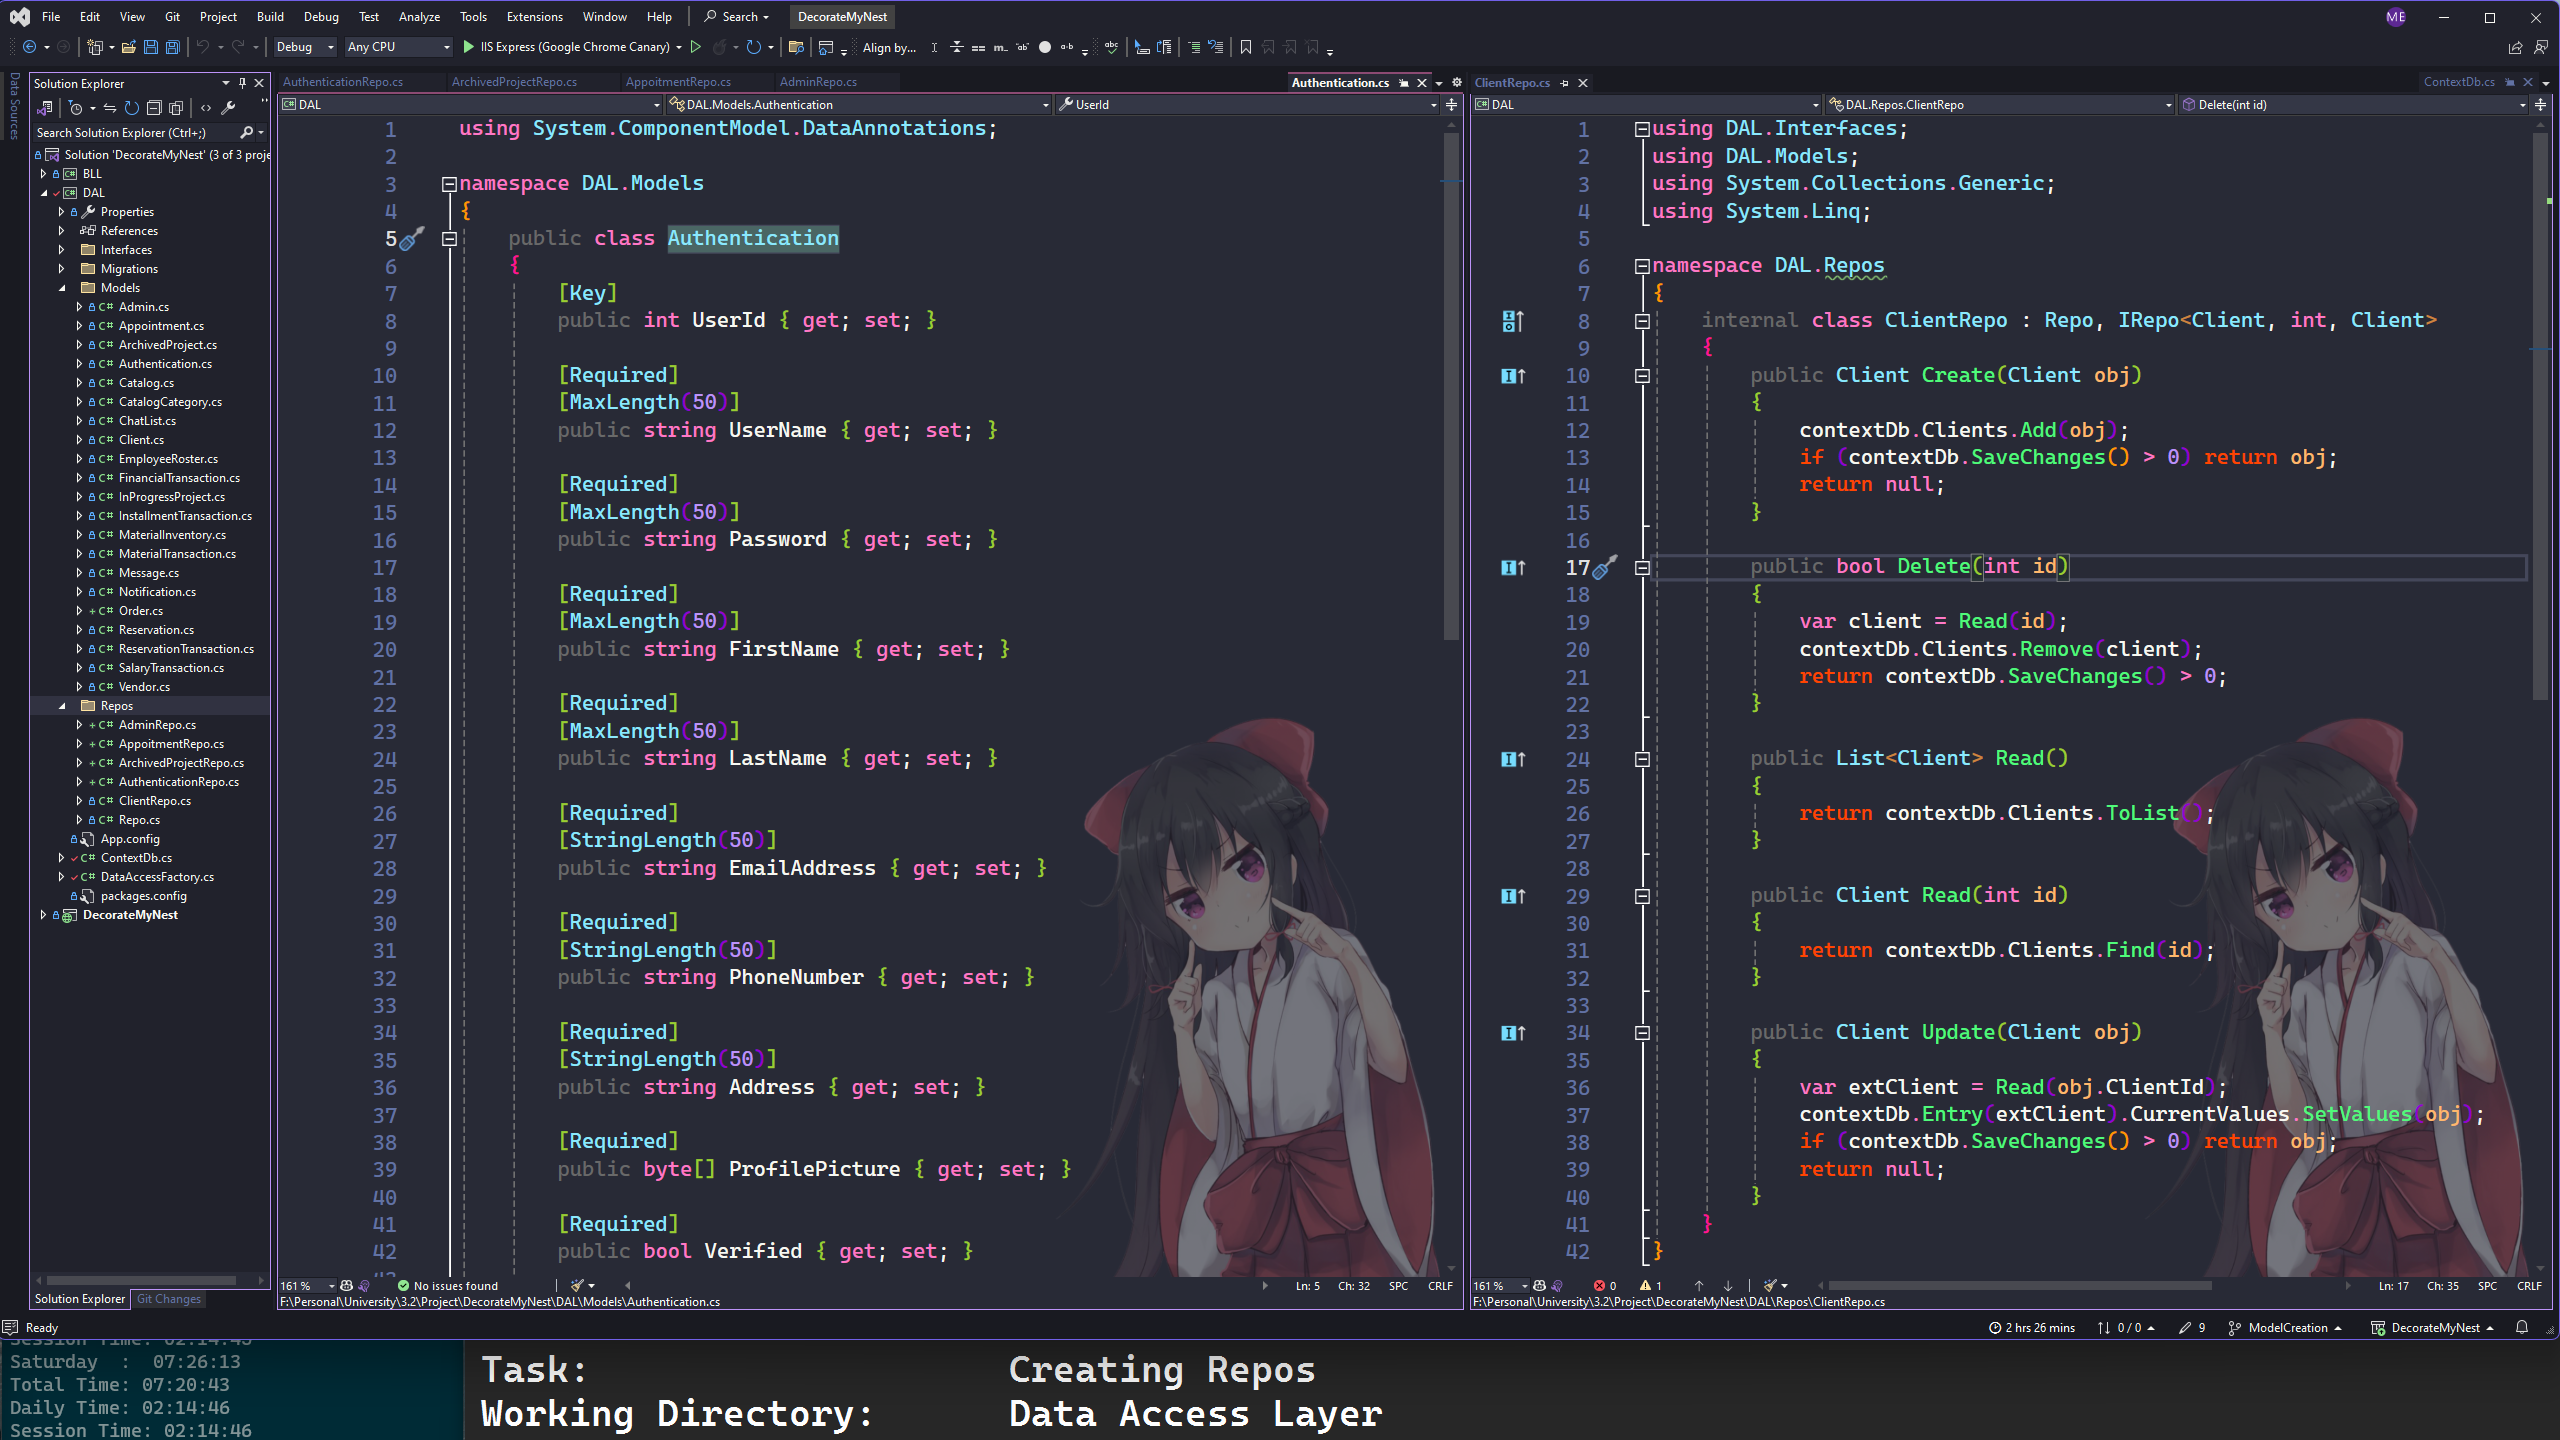 File Edit View Git Project Build Debug Test Analyze Tools Extensions Window Help Search DecorateMyNest ME
Debug Any CPU IIS Express (Google Chrome Canary) Align by...
Data Sources
Solution Explorer
Search Solution Explorer (Ctrl+;)
Solution 'DecorateMyNest' (3 of 3 proje
BLL
DAL
Properties
References
Interfaces
Migrations
Models
Admin.cs
Appointment.cs
ArchivedProject.cs
Authentication.cs
Catalog.cs
CatalogCategory.cs
ChatList.cs
Client.cs
EmployeeRoster.cs
FinancialTransaction.cs
InProgressProject.cs
InstallmentTransaction.cs
MaterialInventory.cs
MaterialTransaction.cs
Message.cs
Notification.cs
Order.cs
Reservation.cs
ReservationTransaction.cs
SalaryTransaction.cs
Vendor.cs
Repos
AdminRepo.cs
AppoitmentRepo.cs
ArchivedProjectRepo.cs
AuthenticationRepo.cs
ClientRepo.cs
Repo.cs
App.config
ContextDb.cs
DataAccessFactory.cs
packages.config
DecorateMyNest
Solution Explorer Git Changes
AuthenticationRepo.cs ArchivedProjectRepo.cs AppoitmentRepo.cs AdminRepo.cs Authentication.cs
DAL DAL.Models.Authentication UserId
1 using System.ComponentModel.DataAnnotations;
2
3 namespace DAL.Models
4 {
5 public class Authentication
6 {
7 [Key]
8 public int UserId { get; set; }
9
10 [Required]
11 [MaxLength(50)]
12 public string UserName { get; set; }
13
14 [Required]
15 [MaxLength(50)]
16 public string Password { get; set; }
17
18 [Required]
19 [MaxLength(50)]
20 public string FirstName { get; set; }
21
22 [Required]
23 [MaxLength(50)]
24 public string LastName { get; set; }
25
26 [Required]
27 [StringLength(50)]
28 public string EmailAddress { get; set; }
29
30 [Required]
31 [StringLength(50)]
32 public string PhoneNumber { get; set; }
33
34 [Required]
35 [StringLength(50)]
36 public string Address { get; set; }
37
38 [Required]
39 public byte[] ProfilePicture { get; set; }
40
41 [Required]
42 public bool Verified { get; set; }
161 % No issues found Ln: 5 Ch: 32 SPC CRLF
F:\Personal\University\3.2\Project\DecorateMyNest\DAL\Models\Authentication.cs
ClientRepo.cs ContextDb.cs
DAL DAL.Repos.ClientRepo Delete(int id)
1 using DAL.Interfaces;
2 using DAL.Models;
3 using System.Collections.Generic;
4 using System.Linq;
5
6 namespace DAL.Repos
7 {
8 internal class ClientRepo : Repo, IRepo<Client, int, Client>
9 {
10 public Client Create(Client obj)
11 {
12 contextDb.Clients.Add(obj);
13 if (contextDb.SaveChanges() > 0) return obj;
14 return null;
15 }
16
17 public bool Delete(int id)
18 {
19 var client = Read(id);
20 contextDb.Clients.Remove(client);
21 return contextDb.SaveChanges() > 0;
22 }
23
24 public List<Client> Read()
25 {
26 return contextDb.Clients.ToList();
27 }
28
29 public Client Read(int id)
30 {
31 return contextDb.Clients.Find(id);
32 }
33
34 public Client Update(Client obj)
35 {
36 var extClient = Read(obj.ClientId);
37 contextDb.Entry(extClient).CurrentValues.SetValues(obj);
38 if (contextDb.SaveChanges() > 0) return obj;
39 return null;
40 }
41 }
42 }
161 % 0 1 Ln: 17 Ch: 35 SPC CRLF
F:\Personal\University\3.2\Project\DecorateMyNest\DAL\Repos\ClientRepo.cs
Ready 2 hrs 26 mins 0 / 0 9 ModelCreation DecorateMyNest
Saturday : 07:26:13
Total Time: 07:20:43
Daily Time: 02:14:46
Session Time: 02:14:46
Task: Creating Repos
Working Directory: Data Access Layer